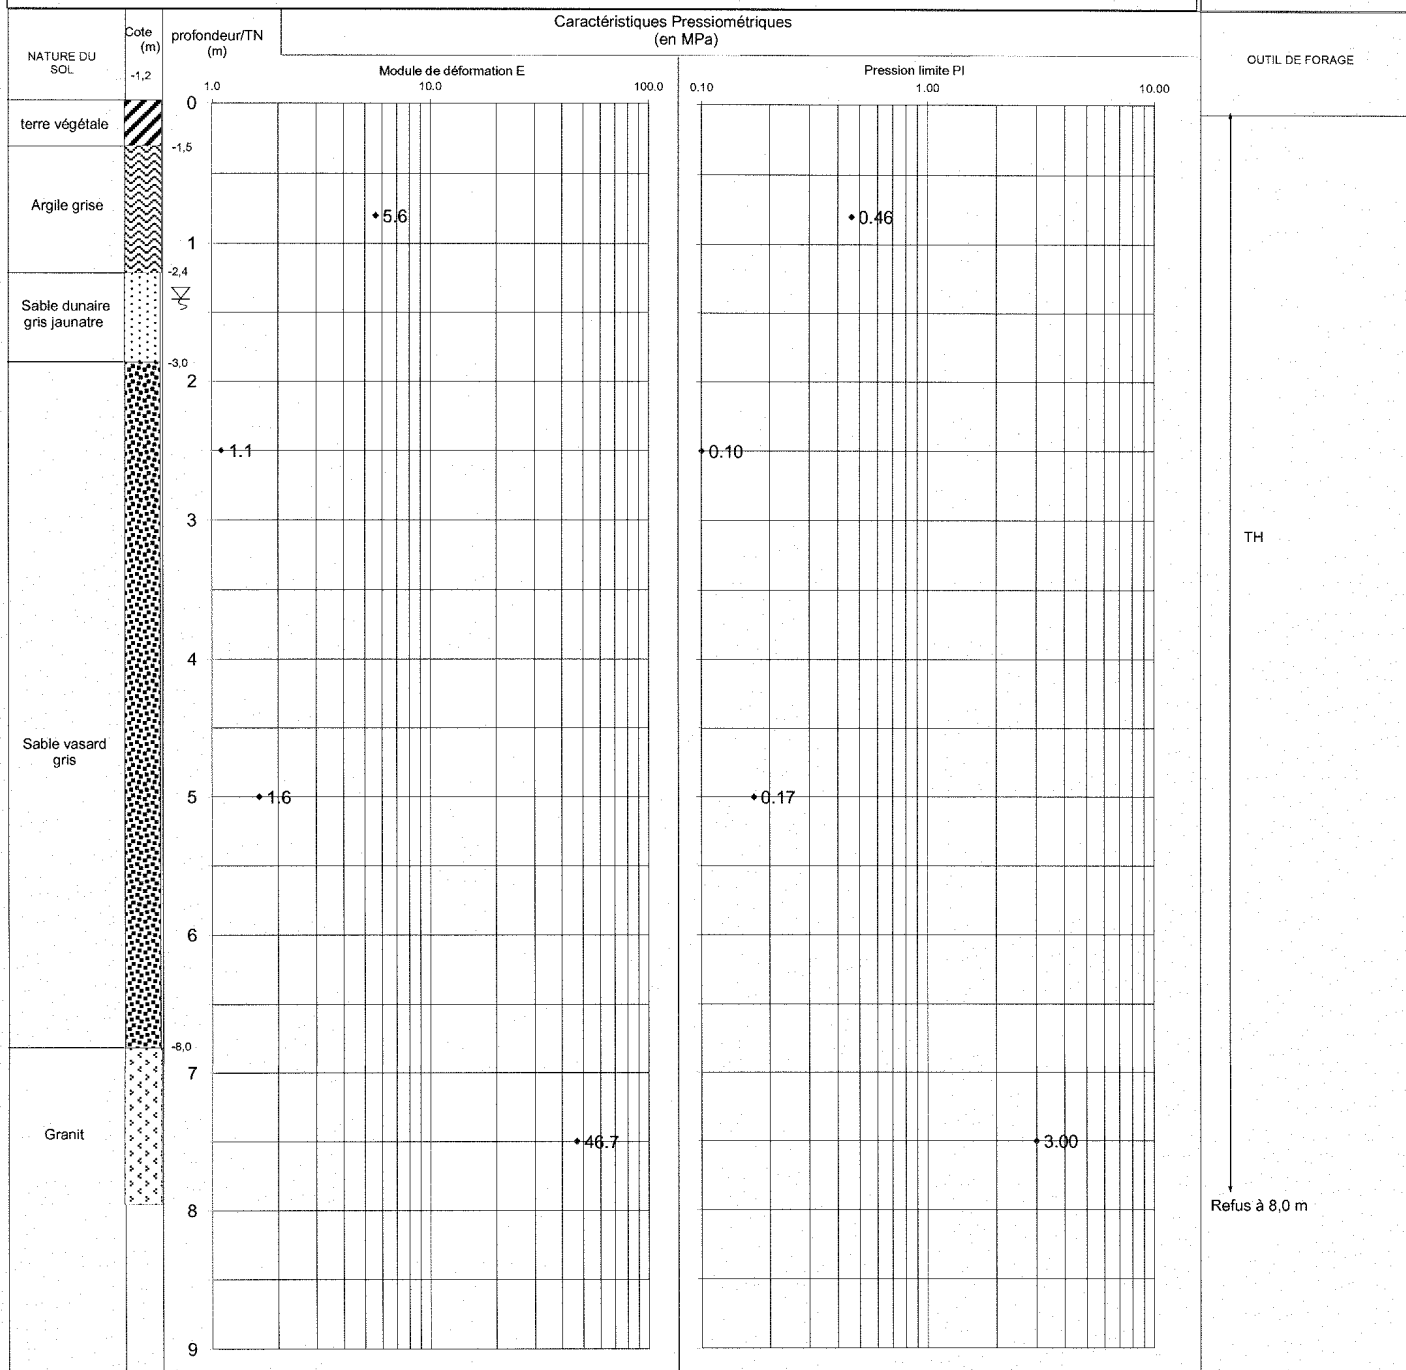 Caractéristiques Pressiométriques
(en MPa)
NATURE DU
SOL
Cote
(m)
-1,2
profondeur/TN
(m)
Module de déformation E
Pression limite Pl
OUTIL DE FORAGE
1.0
10.0
100.0
0.10
1.00
10.00
0
terre végétale
-1,5
Argile grise
5.6
0.46
1
-2,4
Sable dunaire
gris jaunatre
-3,0
2
1.1
0.10
3
TH
4
Sable vasard
gris
5
1.6
0.17
6
-8,0
7
Granit
46.7
3.00
8
Refus à 8,0 m
9